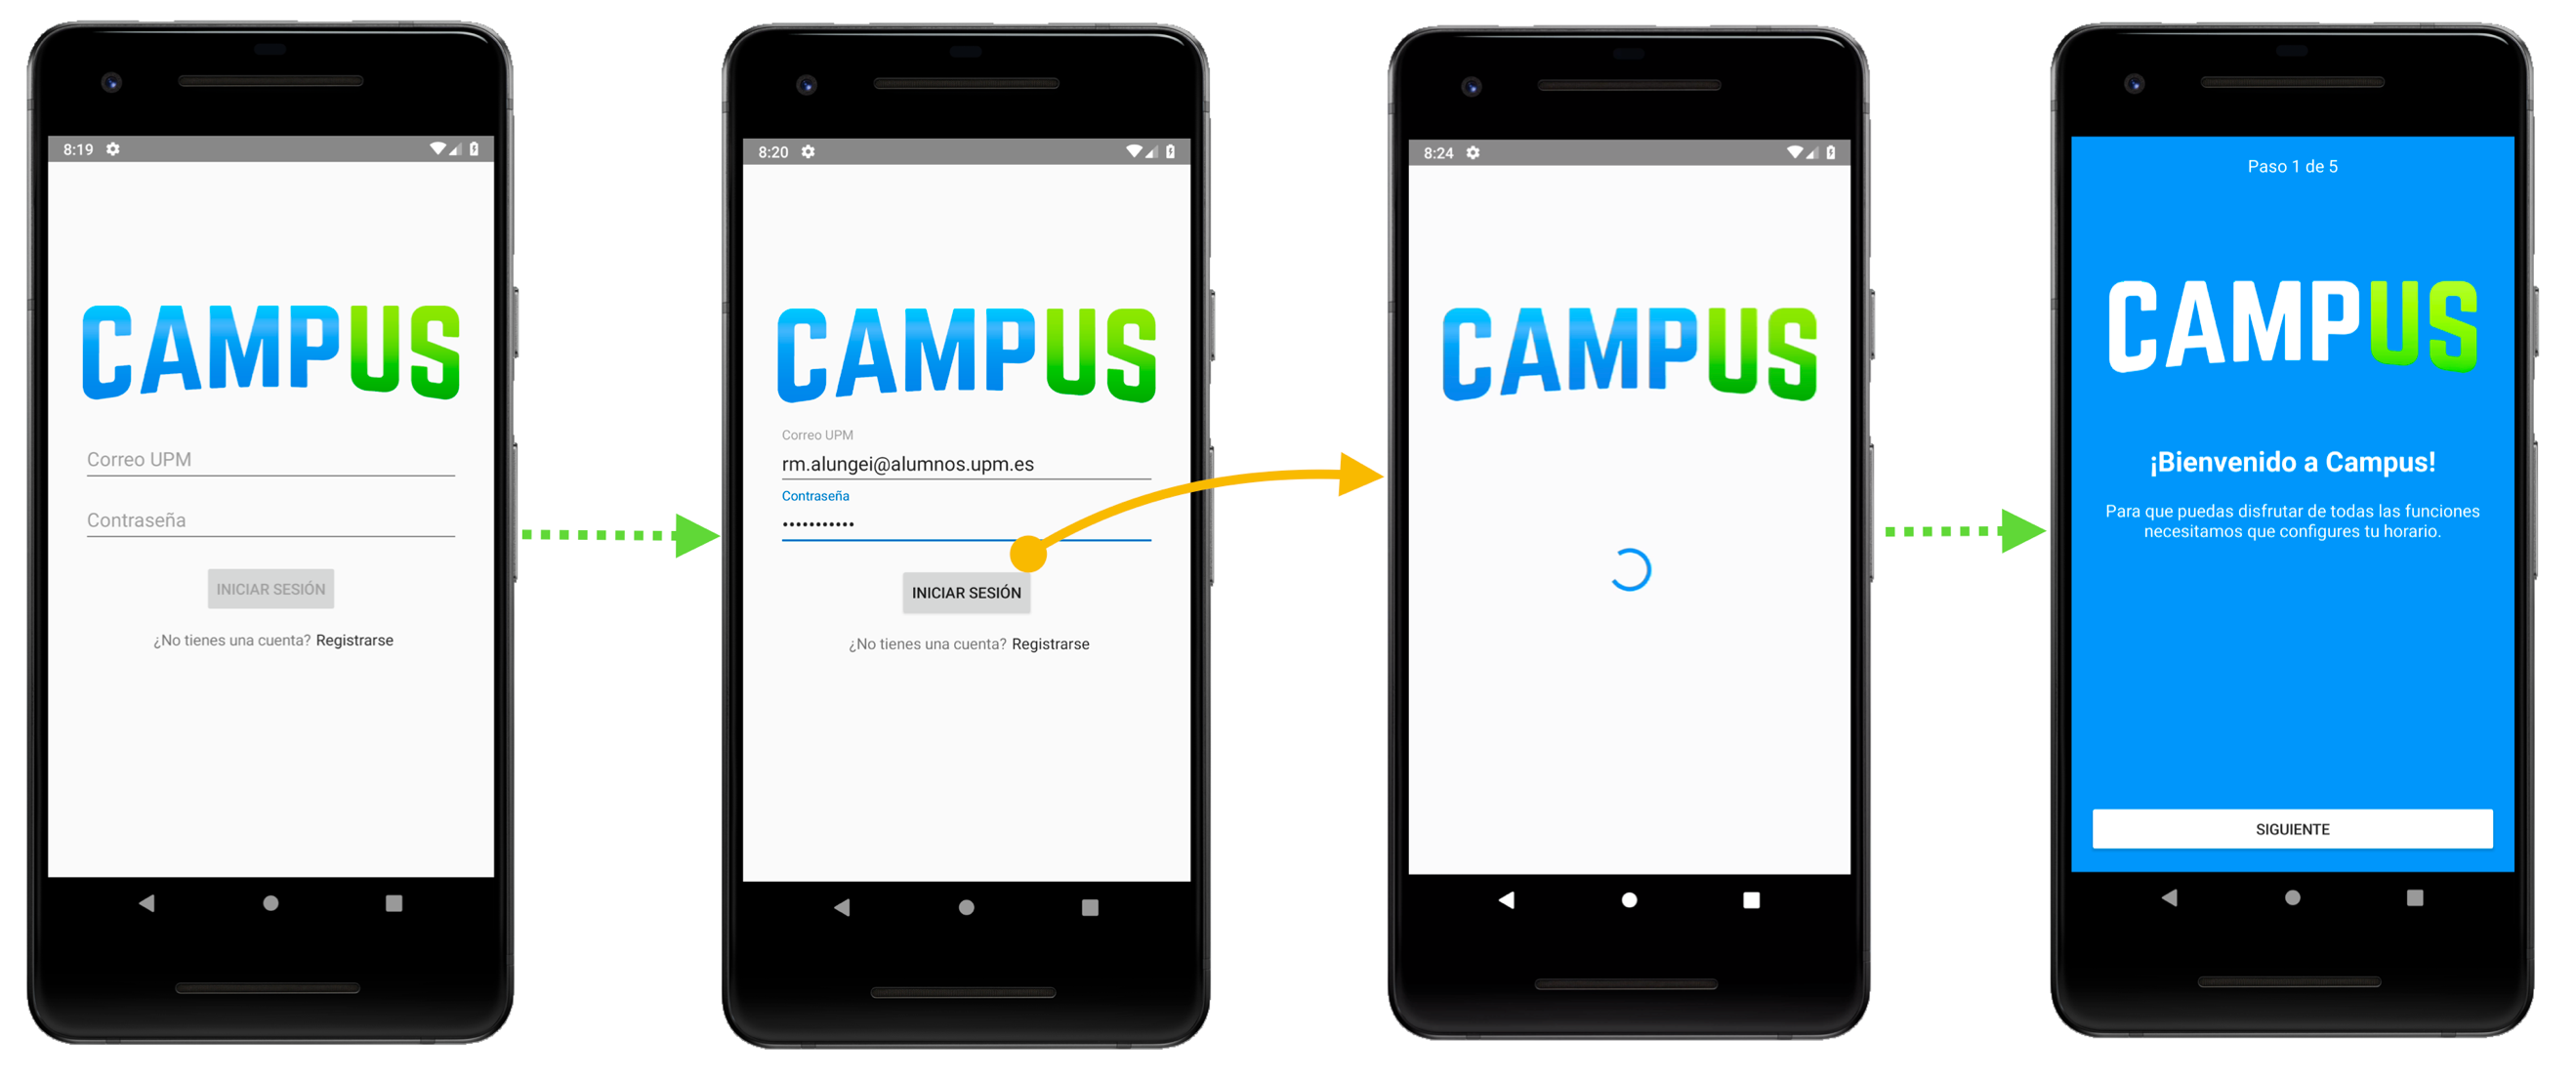 8:19
CAMPUS
Correo UPM
Contraseña
INICIAR SESIÓN
¿No tienes una cuenta? Registrarse
8:20
CAMPUS
Correo UPM
rm.alungei@alumnos.upm.es
Contraseña
•••••••••••
INICIAR SESIÓN
¿No tienes una cuenta? Registrarse
8:24
CAMPUS
Paso 1 de 5
CAMPUS
¡Bienvenido a Campus!
Para que puedas disfrutar de todas las funciones
necesitamos que configures tu horario.
SIGUIENTE